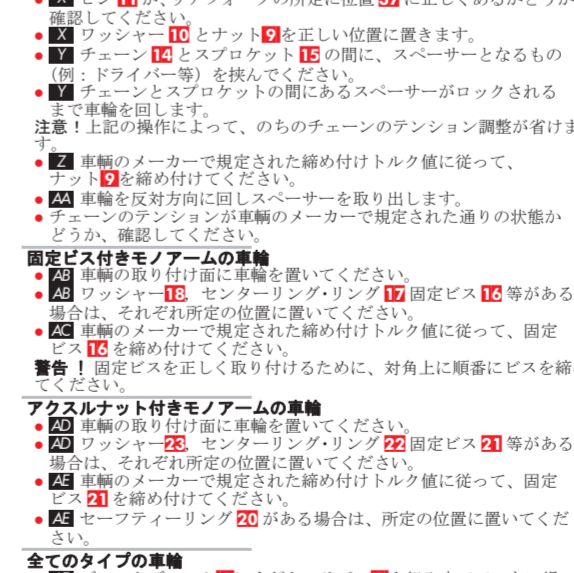 確認してください。
• X ワッシャー 10 とナット 9 を正しい位置に置きます。
• Y チェーン 14 とスプロケット 15 の間に、スペーサーとなるもの
（例：ドライバー等）を挟んでください。
• Y チェーンとスプロケットの間にあるスペーサーがロックされる
まで車輪を回します。
注意！上記の操作によって、のちのチェーンのテンション調整が省けま
す。
• Z 車輌のメーカーで規定された締め付けトルク値に従って、
ナット 9 を締め付けてください。
• AA 車輪を反対方向に回しスペーサーを取り出します。
• チェーンのテンションが車輌のメーカーで規定された通りの状態か
どうか、確認してください。
固定ビス付きモノアームの車輪
• AB 車輌の取り付け面に車輪を置いてください。
• AB ワッシャー 18, センターリング・リング 17 固定ビス 16 等がある
場合は、それぞれ所定の位置に置いてください。
• AC 車輌のメーカーで規定された締め付けトルク値に従って、固定
ビス 16 を締め付けてください。
警告 ！ 固定ビスを正しく取り付けるために、対角上に順番にビスを締
てください。
アクスルナット付きモノアームの車輪
• AD 車輌の取り付け面に車輪を置いてください。
• AD ワッシャー 23, センターリング・リング 22 固定ビス 21 等がある
場合は、それぞれ所定の位置に置いてください。
• AE 車輌のメーカーで規定された締め付けトルク値に従って、固定
ビス 21 を締め付けてください。
• AE セーフティーリング 20 がある場合は、所定の位置に置いてくだ
さい。
全てのタイプの車輪